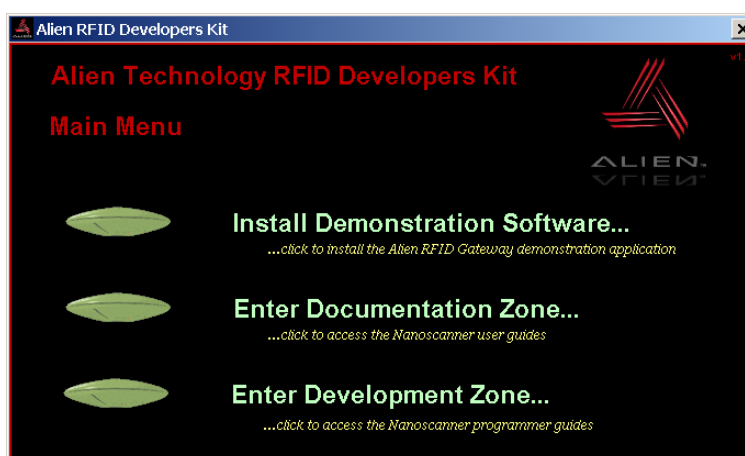 Alien RFID Developers Kit
Alien Technology RFID Developers Kit
Main Menu
ALIEN
Install Demonstration Software...
...click to install the Alien RFID Gateway demonstration application
Enter Documentation Zone...
...click to access the Nanoscanner user guides
Enter Development Zone...
...click to access the Nanoscanner programmer guides